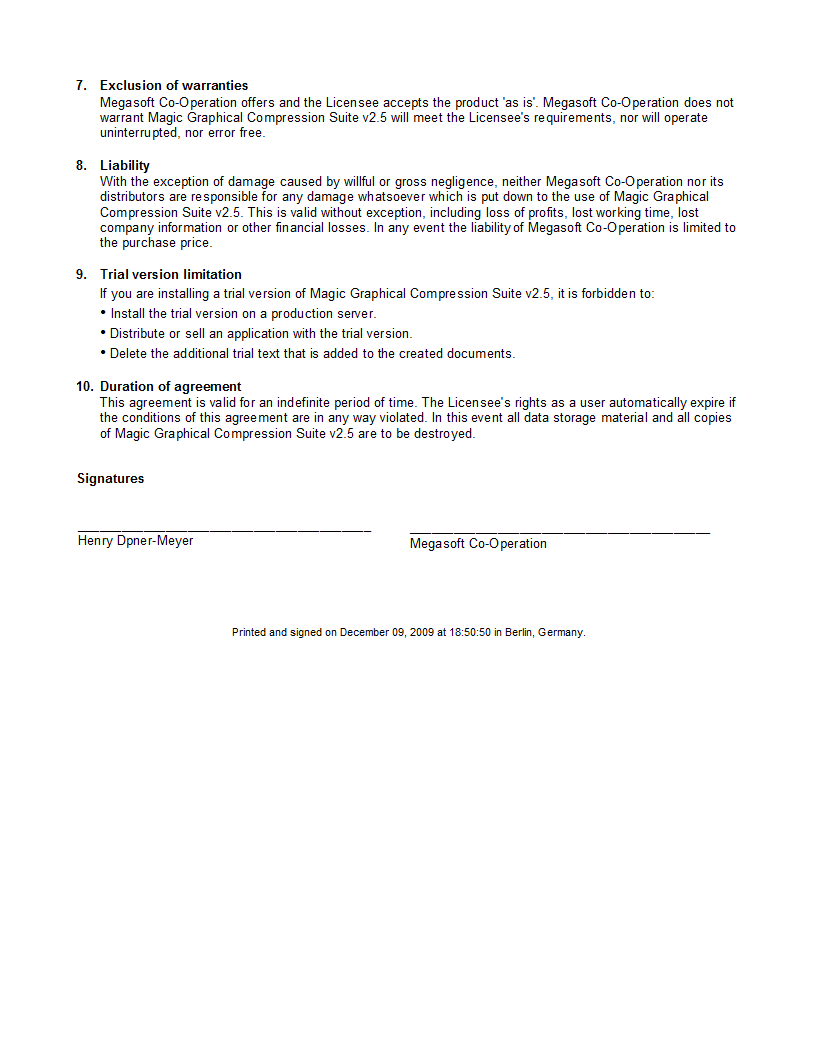 7. Exclusion of warranties
Megasoft Co-Operation offers and the Licensee accepts the product 'as is'. Megasoft Co-Operation does not
warrant Magic Graphical Compression Suite v2.5 will meet the Licensee's requirements, nor will operate
uninterrupted, nor error free.
8. Liability
With the exception of damage caused by willful or gross negligence, neither Megasoft Co-Operation nor its
distributors are responsible for any damage whatsoever which is put down to the use of Magic Graphical
Compression Suite v2.5. This is valid without exception, including loss of profits, lost working time, lost
company information or other financial losses. In any event the liability of Megasoft Co-Operation is limited to
the purchase price.
9. Trial version limitation
If you are installing a trial version of Magic Graphical Compression Suite v2.5, it is forbidden to:
• Install the trial version on a production server.
• Distribute or sell an application with the trial version.
• Delete the additional trial text that is added to the created documents.
10. Duration of agreement
This agreement is valid for an indefinite period of time. The Licensee's rights as a user automatically expire if
the conditions of this agreement are in any way violated. In this event all data storage material and all copies
of Magic Graphical Compression Suite v2.5 are to be destroyed.
Signatures
Henry Dpner-Meyer
Megasoft Co-Operation
Printed and signed on December 09, 2009 at 18:50:50 in Berlin, Germany.